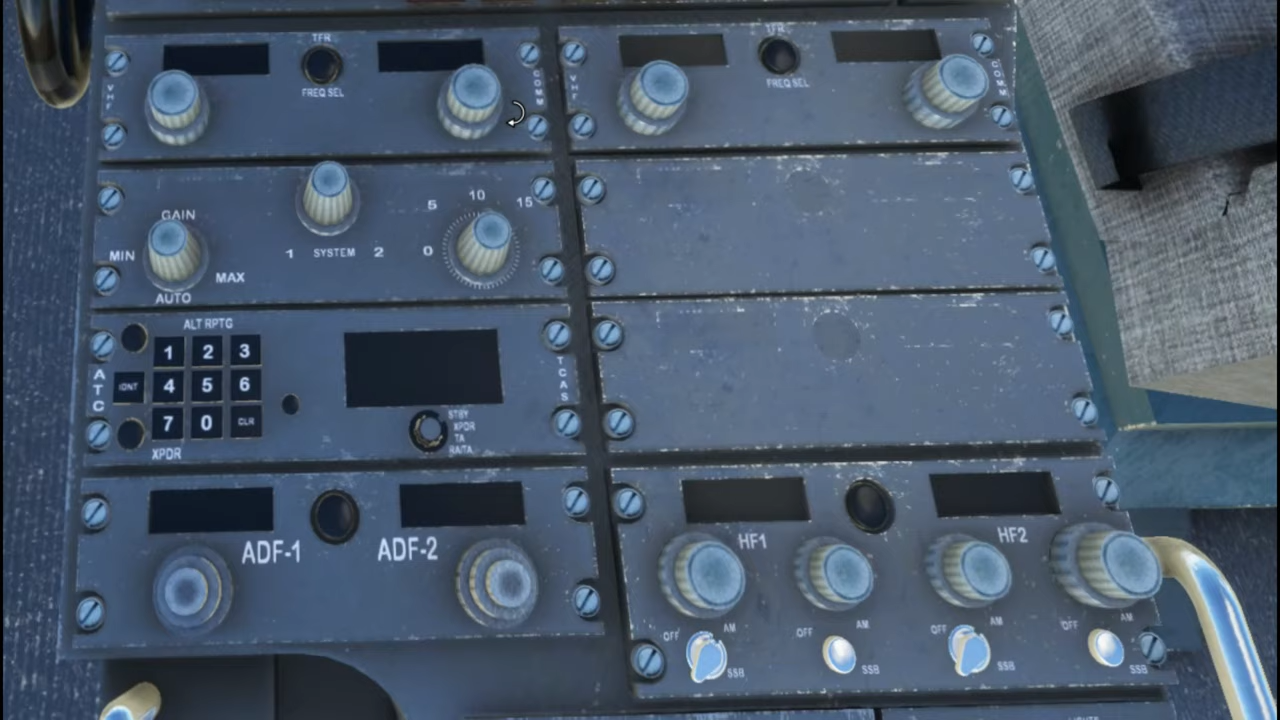 TFR
FREQ SEL
VHF
COMM
TFR
FREQ SEL
VHF
COMM
GAIN
MIN
MAX
AUTO
1 SYSTEM 2
0
5
10
15
ALT RPTG
ATC
1 2 3
IDNT 4 5 6
7 0 CLR
XPDR
TCAS
STBY
XPDR
TA
RA/TA
ADF-1
ADF-2
HF1
HF2
OFF AM
SSB
OFF AM
SSB
OFF AM
SSB
OFF AM
SSB